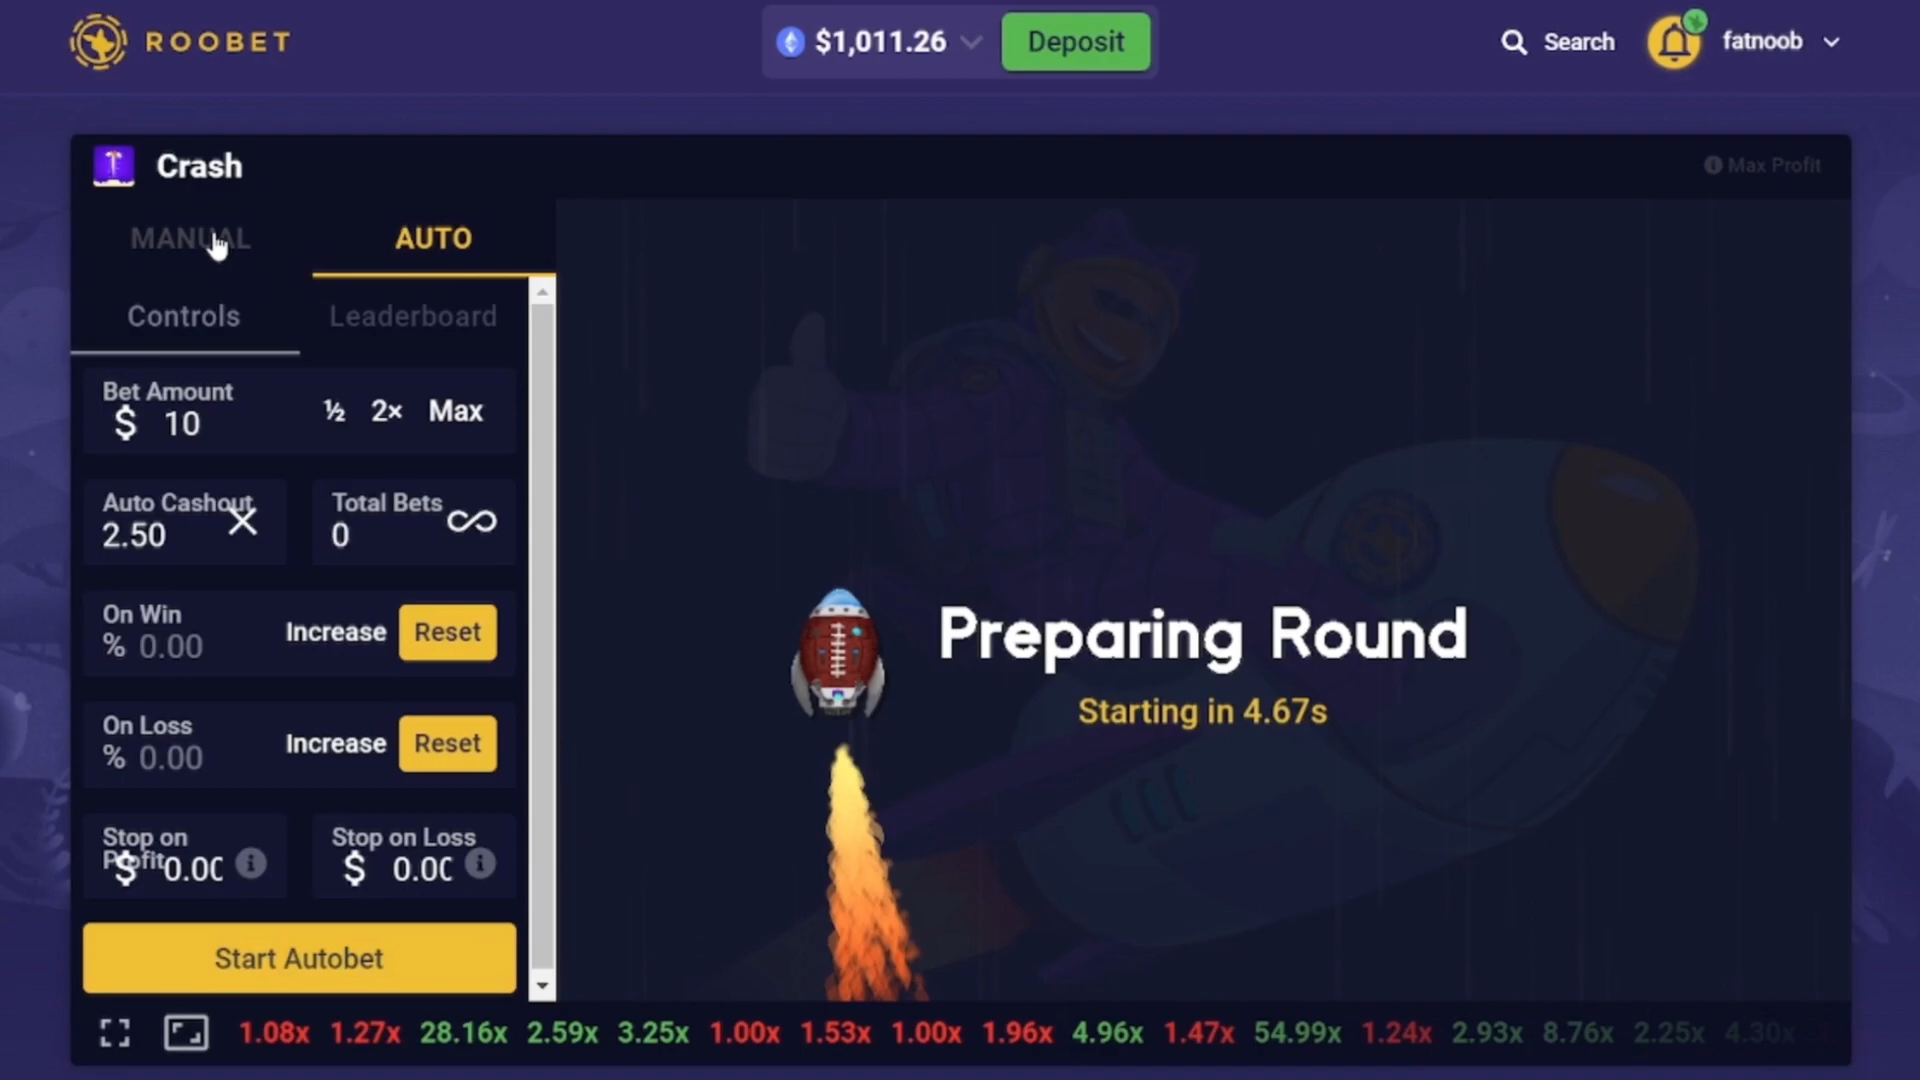 ROOBET
$1,011.26
Deposit
Search
fatnoob
Crash
Max Profit
MANUAL
AUTO
Controls
Leaderboard
Bet Amount
$ 10
½ 2× Max
Auto Cashout
2.50
Total Bets
0
On Win
% 0.00
Increase
Reset
On Loss
% 0.00
Increase
Reset
Stop on
Profit
$ 0.00
Stop on Loss
$ 0.00
Start Autobet
Preparing Round
Starting in 4.67s
1.08x 1.27x 28.16x 2.59x 3.25x 1.00x 1.53x 1.00x 1.96x 4.96x 1.47x 54.99x 1.24x 2.93x 8.76x 2.25x 4.30x